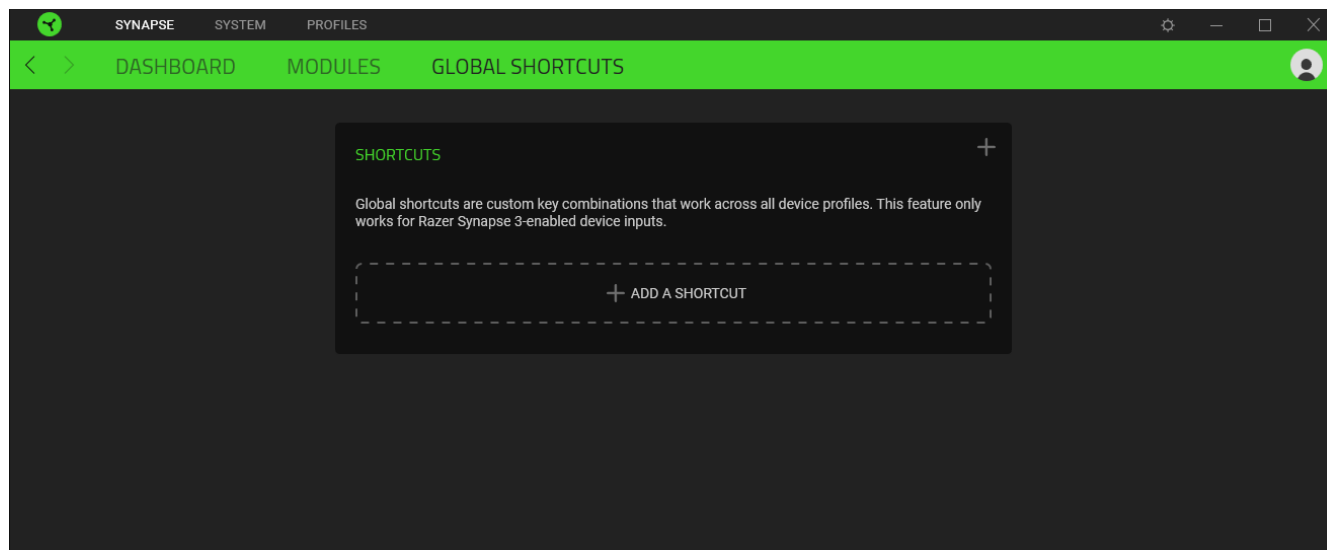 SYNAPSE SYSTEM PROFILES
DASHBOARD MODULES GLOBAL SHORTCUTS
SHORTCUTS
Global shortcuts are custom key combinations that work across all device profiles. This feature only
works for Razer Synapse 3-enabled device inputs.
ADD A SHORTCUT